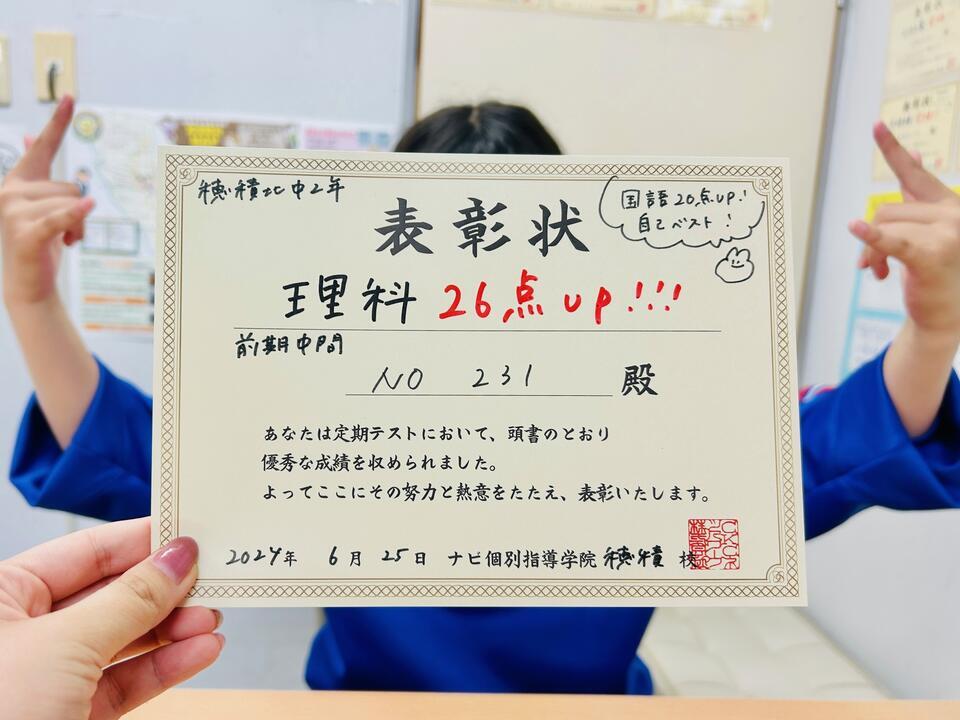 穂積北中2年
表彰状
国語20点UP!
自己ベスト!
理科 26点up!!!
前期中間
NO 231 殿
あなたは定期テストにおいて、頭書のとおり
優秀な成績を収められました。
よってここにその努力と熱意をたたえ、表彰いたします。
2024年 6月 25日 ナビ個別指導学院 穂積 校